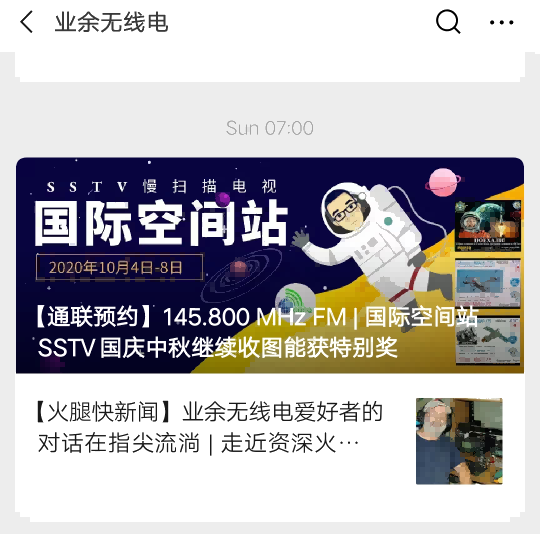 业余无线电
Sun 07:00
SSTV慢扫描电视
国际空间站
2020年10月4日-8日
【通联预约】145.800 MHz FM | 国际空间站
SSTV 国庆中秋继续收图能获特别奖
【火腿快新闻】业余无线电爱好者的
对话在指尖流淌 | 走近资深火…